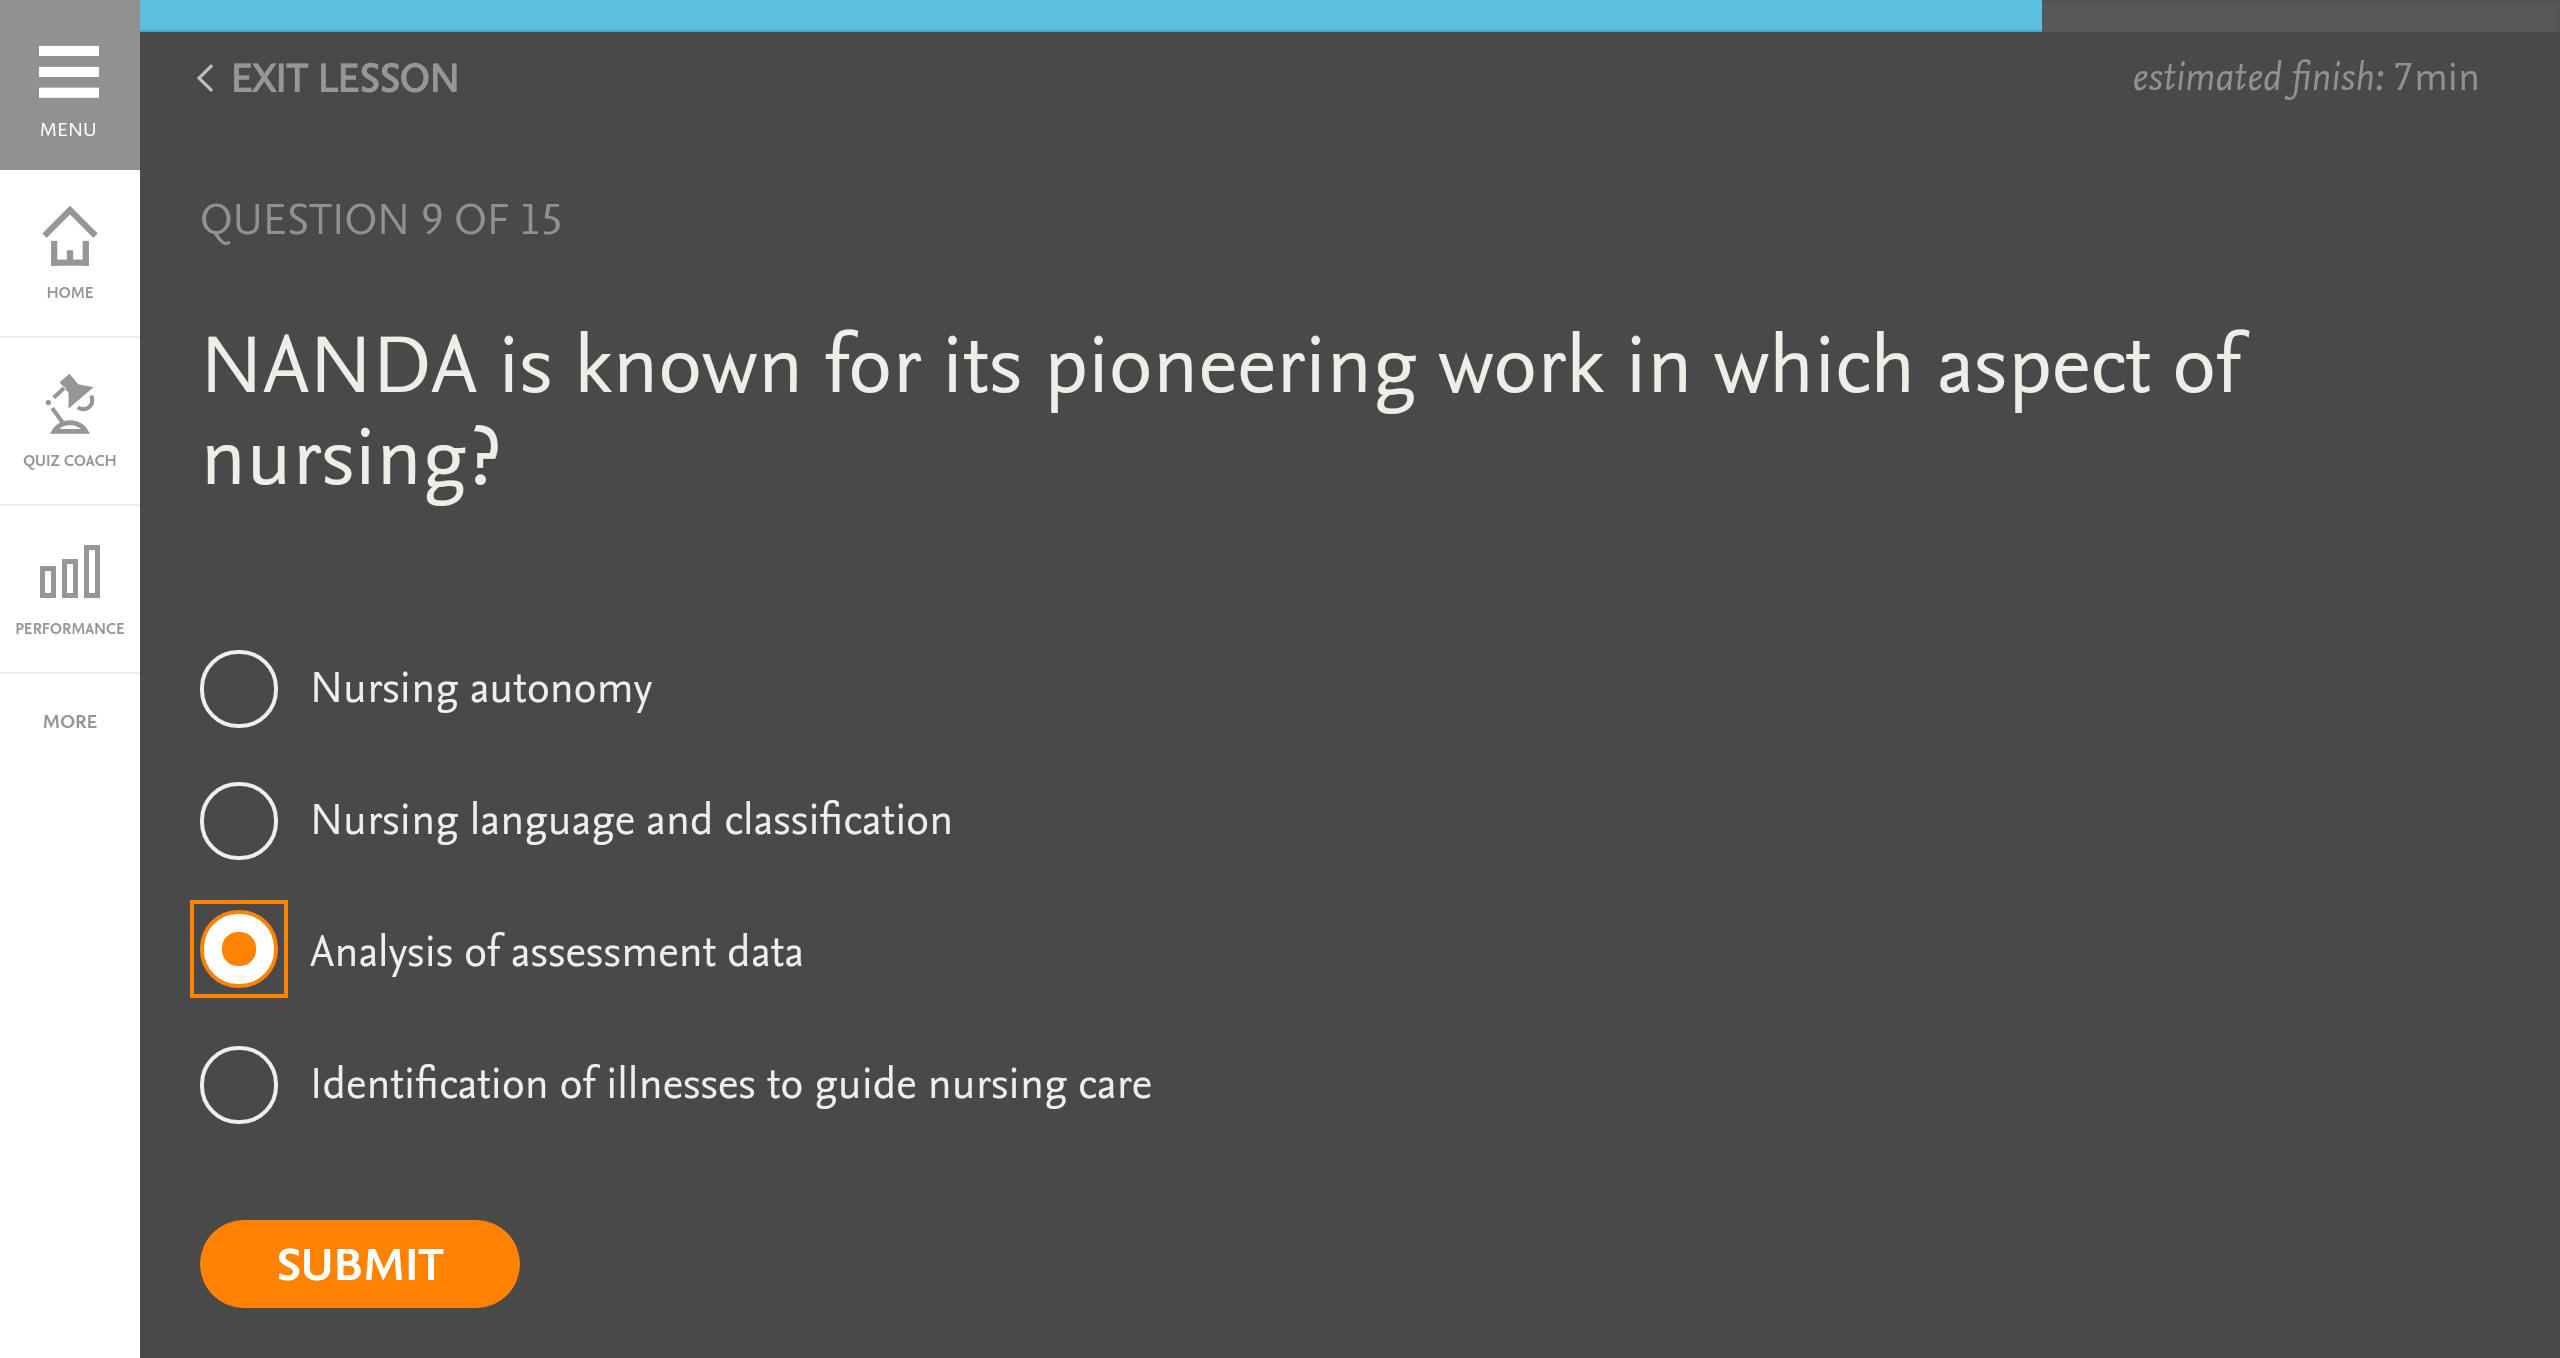 MENU
HOME
QUIZ COACH
PERFORMANCE
MORE
EXIT LESSON
estimated finish: 7min
QUESTION 9 OF 15
NANDA is known for its pioneering work in which aspect of
nursing?
Nursing autonomy
Nursing language and classification
Analysis of assessment data
Identification of illnesses to guide nursing care
SUBMIT